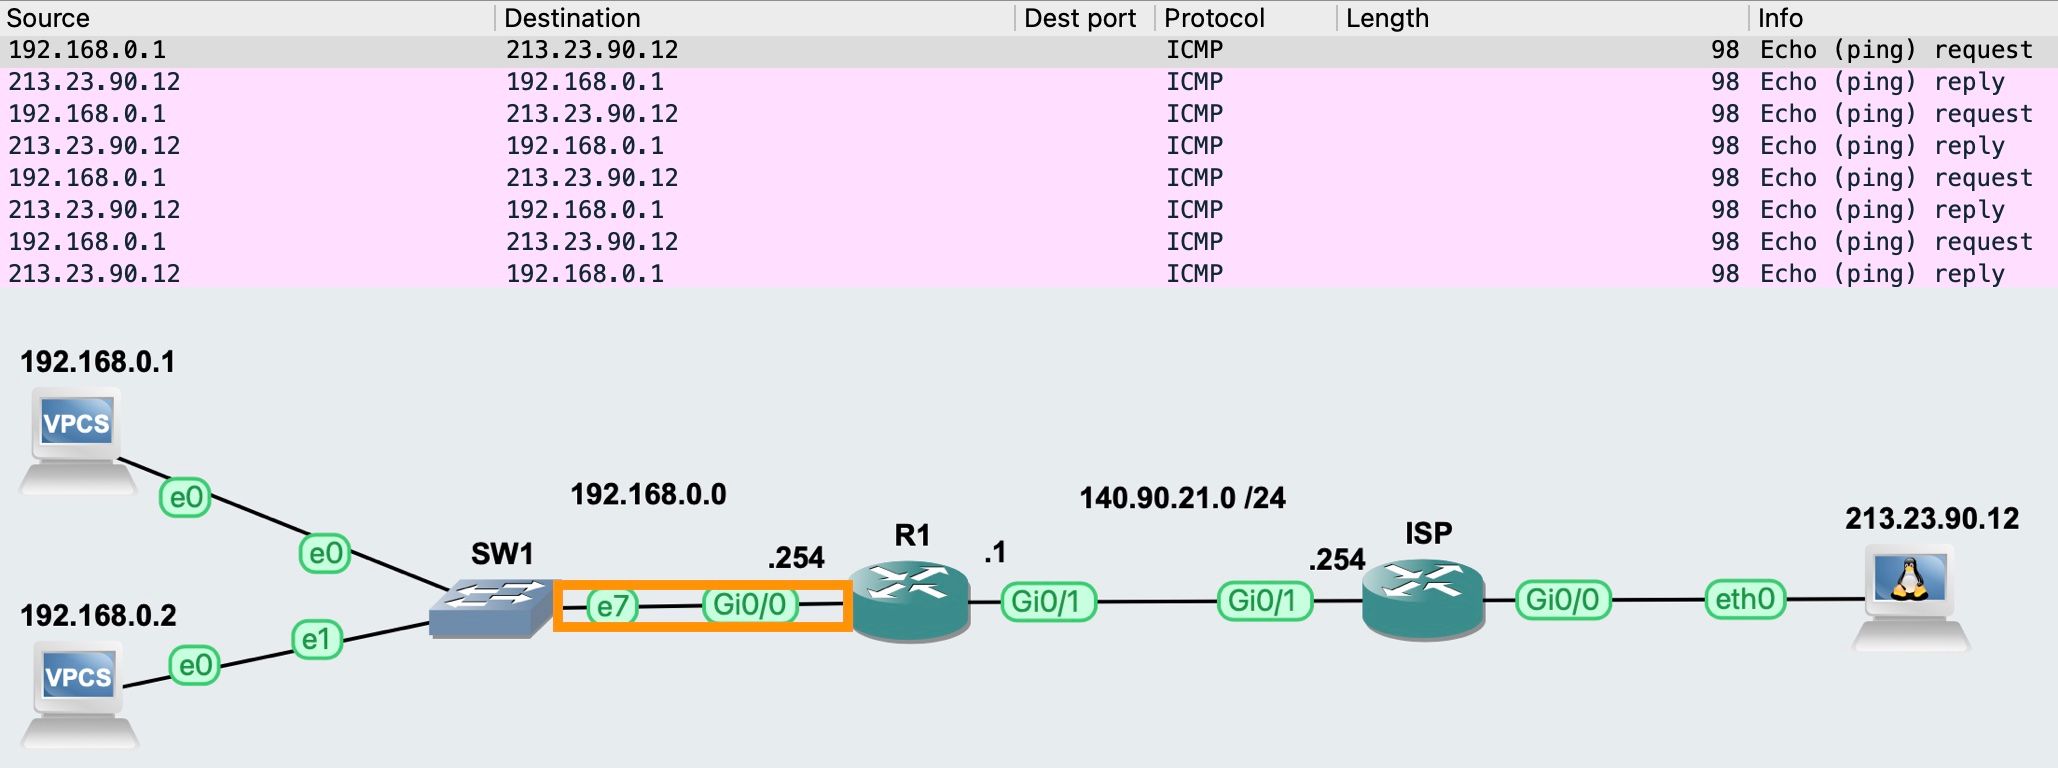 Source Destination Dest port Protocol Length Info
192.168.0.1 213.23.90.12 ICMP 98 Echo (ping) request
213.23.90.12 192.168.0.1 ICMP 98 Echo (ping) reply
192.168.0.1 213.23.90.12 ICMP 98 Echo (ping) request
213.23.90.12 192.168.0.1 ICMP 98 Echo (ping) reply
192.168.0.1 213.23.90.12 ICMP 98 Echo (ping) request
213.23.90.12 192.168.0.1 ICMP 98 Echo (ping) reply
192.168.0.1 213.23.90.12 ICMP 98 Echo (ping) request
213.23.90.12 192.168.0.1 ICMP 98 Echo (ping) reply
192.168.0.1
VPCS
e0
e0
192.168.0.2
VPCS
e0
e1
SW1
192.168.0.0
e7
Gi0/0
.254
R1
.1
140.90.21.0 /24
Gi0/1
Gi0/1
.254
ISP
Gi0/0
eth0
213.23.90.12